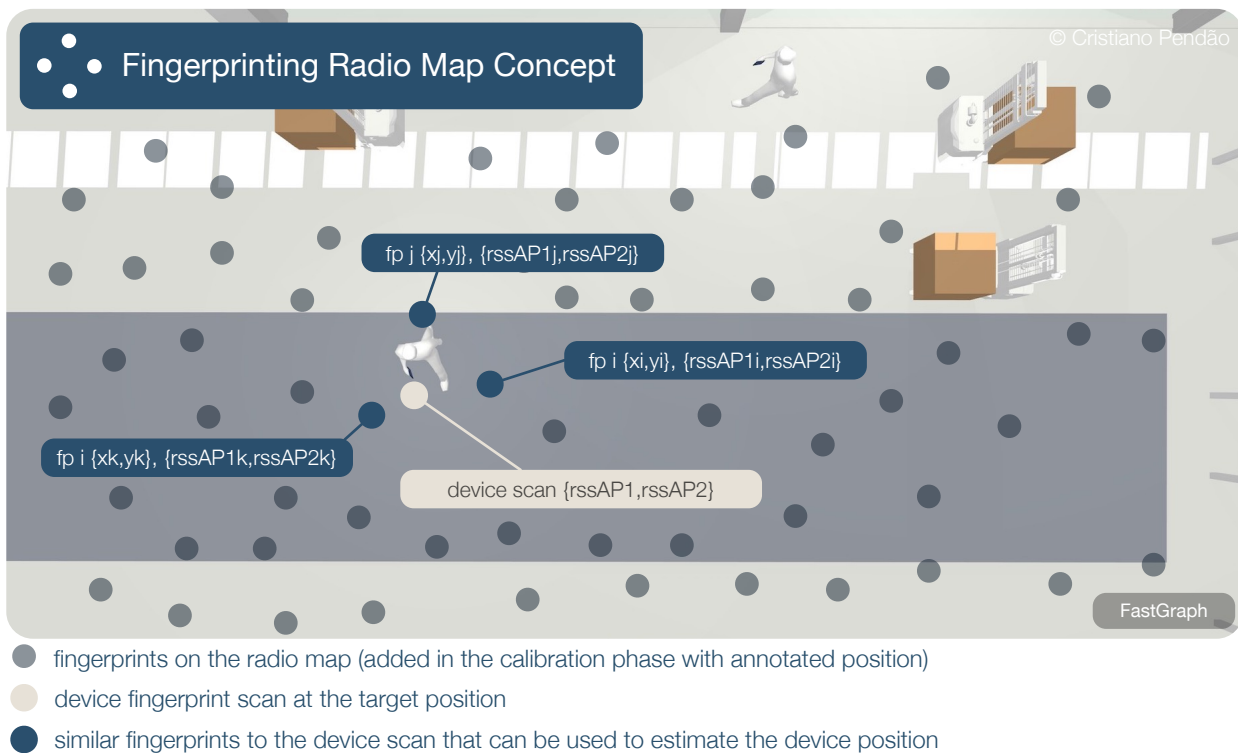 © Cristiano Pendão
Fingerprinting Radio Map Concept
fp j {xj,yj}, {rssAP1j,rssAP2j}
fp i {xi,yi}, {rssAP1i,rssAP2i}
fp i {xk,yk}, {rssAP1k,rssAP2k}
device scan {rssAP1,rssAP2}
FastGraph
fingerprints on the radio map (added in the calibration phase with annotated position)
device fingerprint scan at the target position
similar fingerprints to the device scan that can be used to estimate the device position